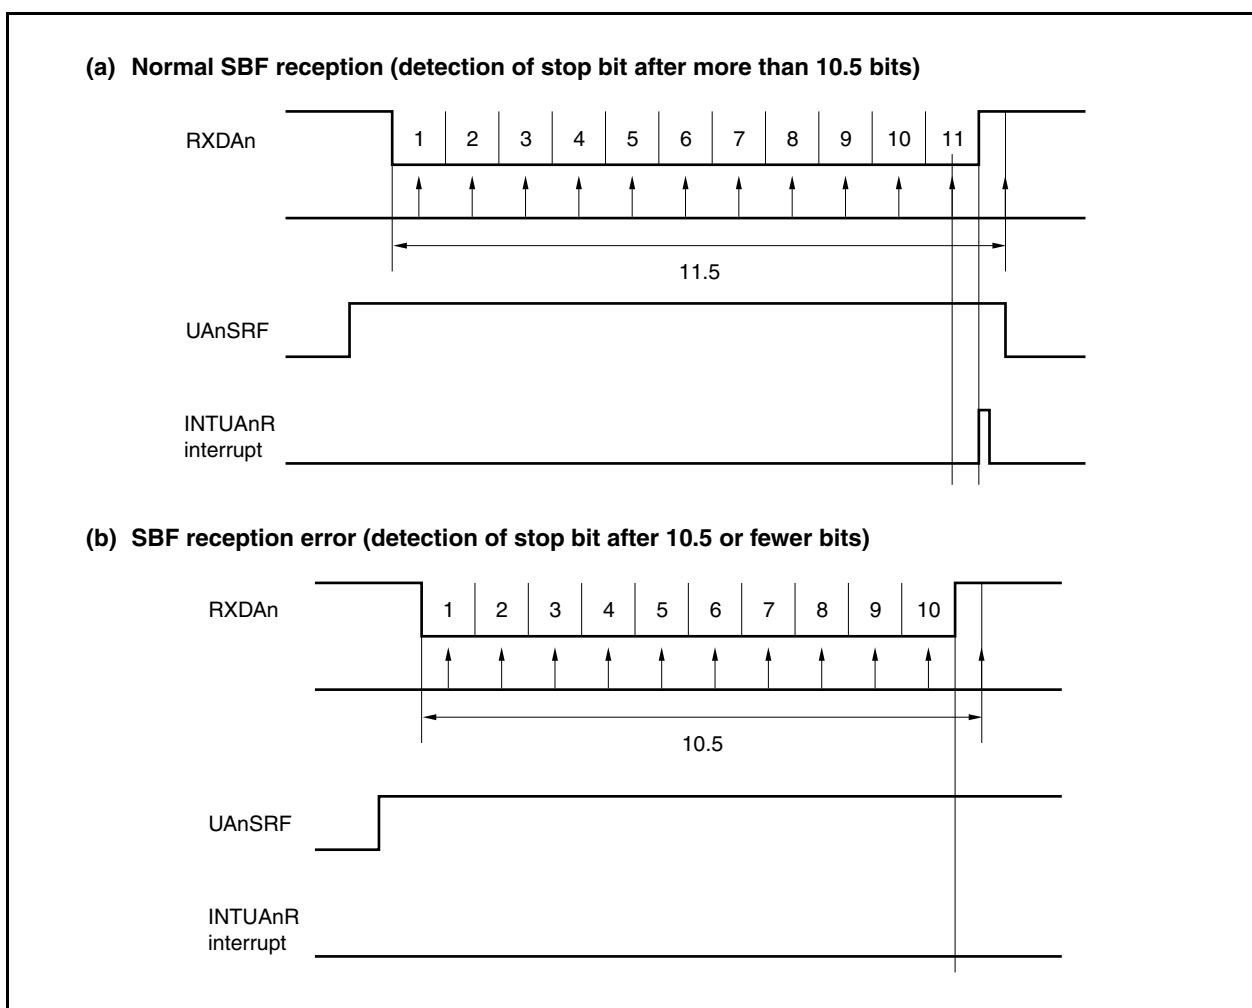 (a) Normal SBF reception (detection of stop bit after more than 10.5 bits)
RXDAn
1 2 3 4 5 6 7 8 9 10 11
11.5
UAnSRF
INTUAnR
interrupt
(b) SBF reception error (detection of stop bit after 10.5 or fewer bits)
RXDAn
1 2 3 4 5 6 7 8 9 10
10.5
UAnSRF
INTUAnR
interrupt